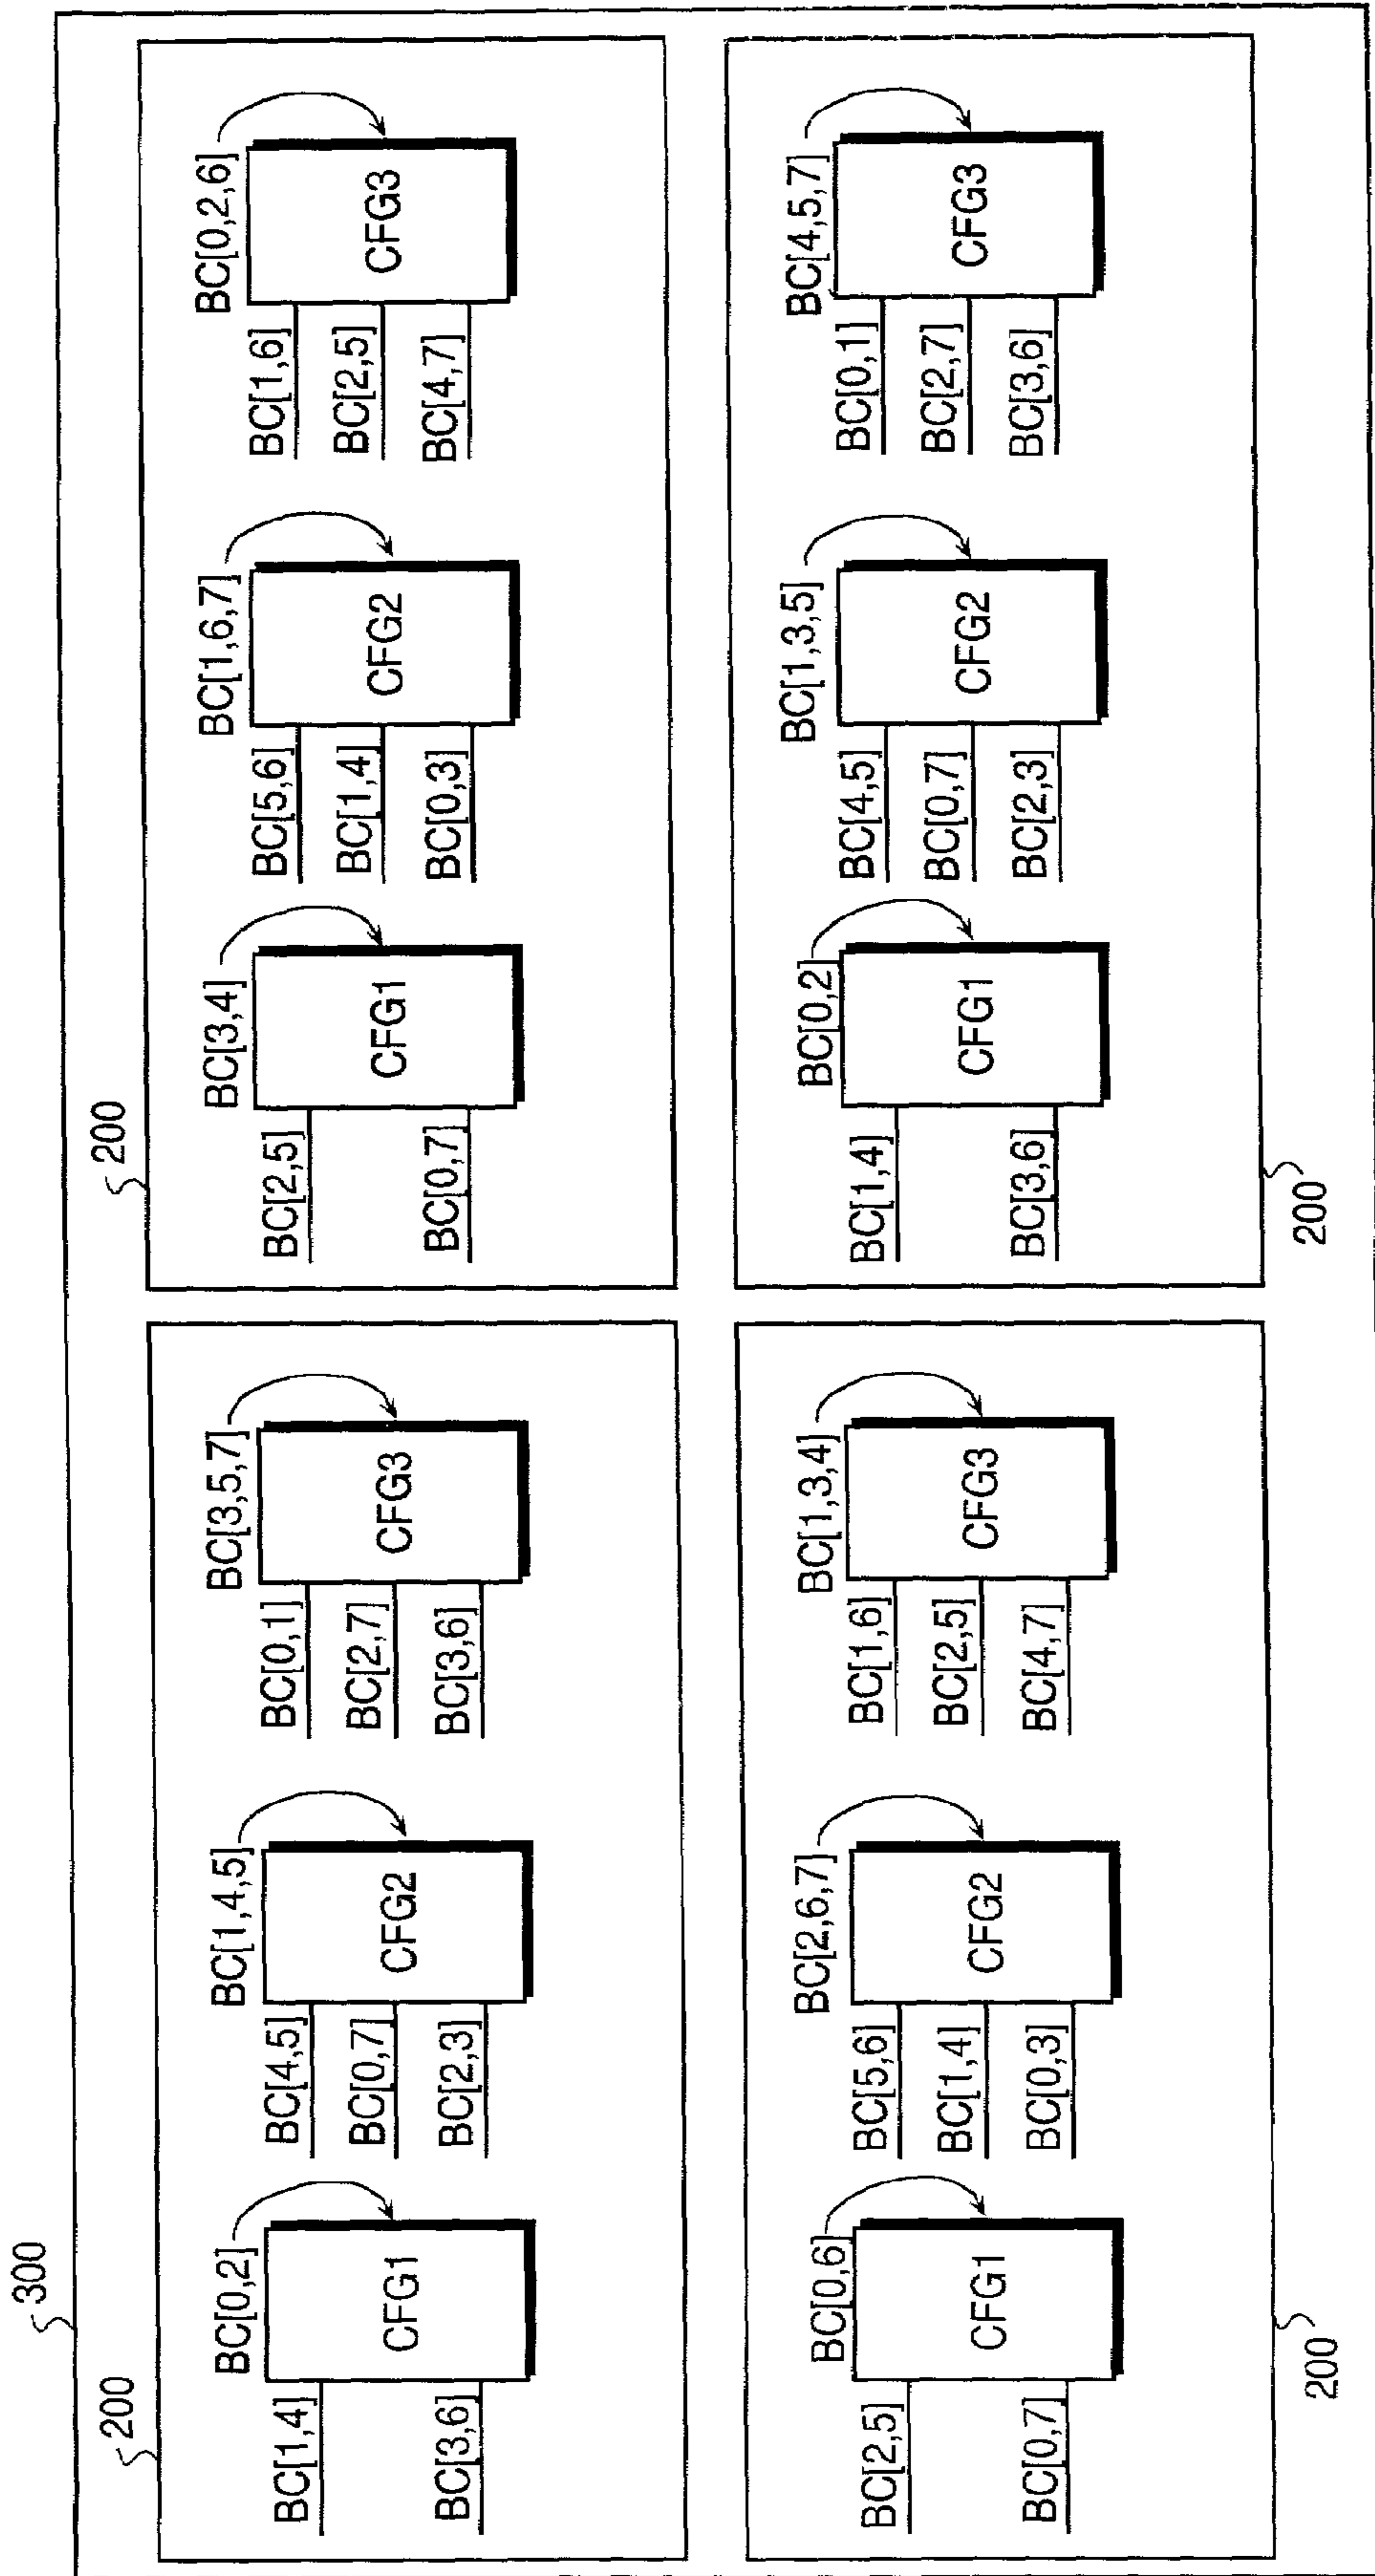 300
200
BC[0,2]
BC[1,4]
BC[3,6]
CFG1
BC[1,4,5]
BC[4,5]
BC[0,7]
BC[2,3]
CFG2
BC[3,5,7]
BC[0,1]
BC[2,7]
BC[3,6]
CFG3
200
BC[3,4]
BC[2,5]
BC[0,7]
CFG1
BC[1,6,7]
BC[5,6]
BC[1,4]
BC[0,3]
CFG2
BC[0,2,6]
BC[1,6]
BC[2,5]
BC[4,7]
CFG3
BC[0,6]
BC[2,5]
BC[0,7]
CFG1
BC[2,6,7]
BC[5,6]
BC[1,4]
BC[0,3]
CFG2
BC[1,3,4]
BC[1,6]
BC[2,5]
BC[4,7]
CFG3
200
BC[0,2]
BC[1,4]
BC[3,6]
CFG1
BC[1,3,5]
BC[4,5]
BC[0,7]
BC[2,3]
CFG2
BC[4,5,7]
BC[0,1]
BC[2,7]
BC[3,6]
CFG3
200